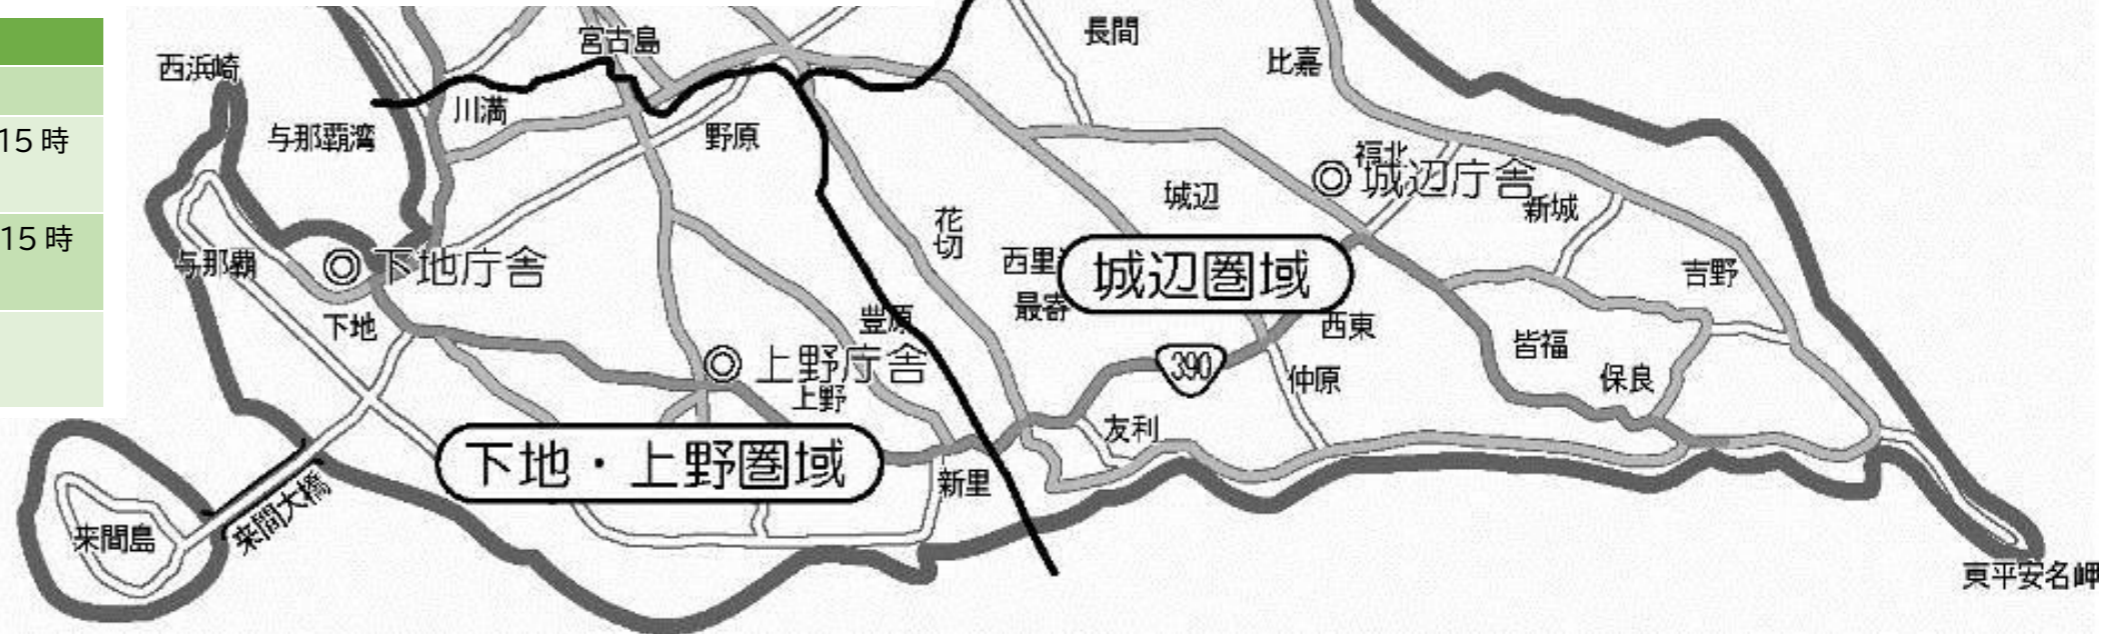 15時
15時
西浜崎
宮古島
長間
比嘉
川満
与那覇湾
野原
福北
城辺庁舎
城辺
新城
花切
与那覇
下地庁舎
西里
城辺圏域
吉野
最寄
豊原
下地
西東
上野庁舎
390
皆福
仲原
保良
上野
友利
下地・上野圏域
新里
来間大橋
来間島
東平安名岬